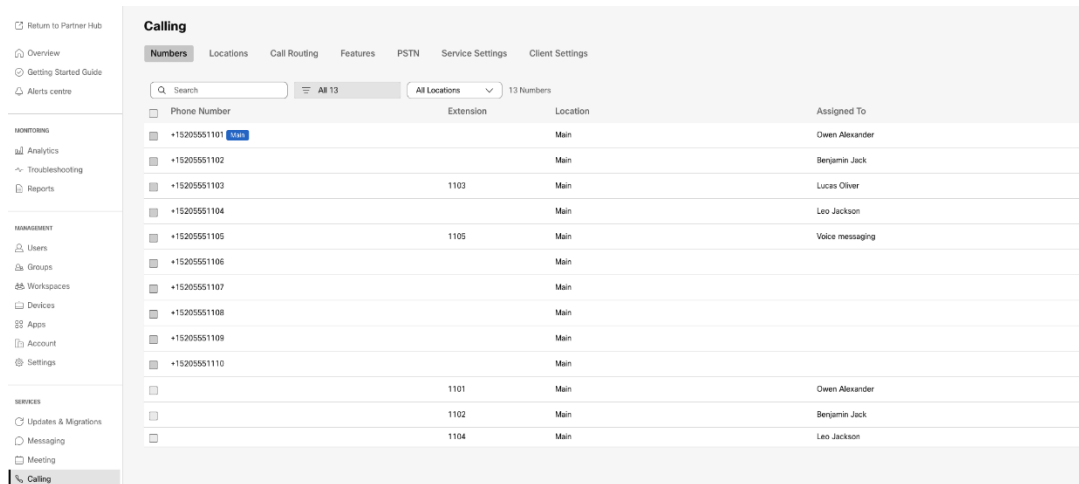 Return to Partner Hub
Overview
Getting Started Guide
Alerts centre
MONITORING
Analytics
Troubleshooting
Reports
MANAGEMENT
Users
Groups
Workspaces
Devices
Apps
Account
Settings
SERVICES
Updates & Migrations
Messaging
Meeting
Calling
Calling
Numbers Locations Call Routing Features PSTN Service Settings Client Settings
Search All 13 All Locations 13 Numbers
Phone Number Extension Location Assigned To
+15205551101 Main Main Owen Alexander
+15205551102 Main Benjamin Jack
+15205551103 1103 Main Lucas Oliver
+15205551104 Main Leo Jackson
+15205551105 1105 Main Voice messaging
+15205551106 Main
+15205551107 Main
+15205551108 Main
+15205551109 Main
+15205551110 Main
1101 Main Owen Alexander
1102 Main Benjamin Jack
1104 Main Leo Jackson